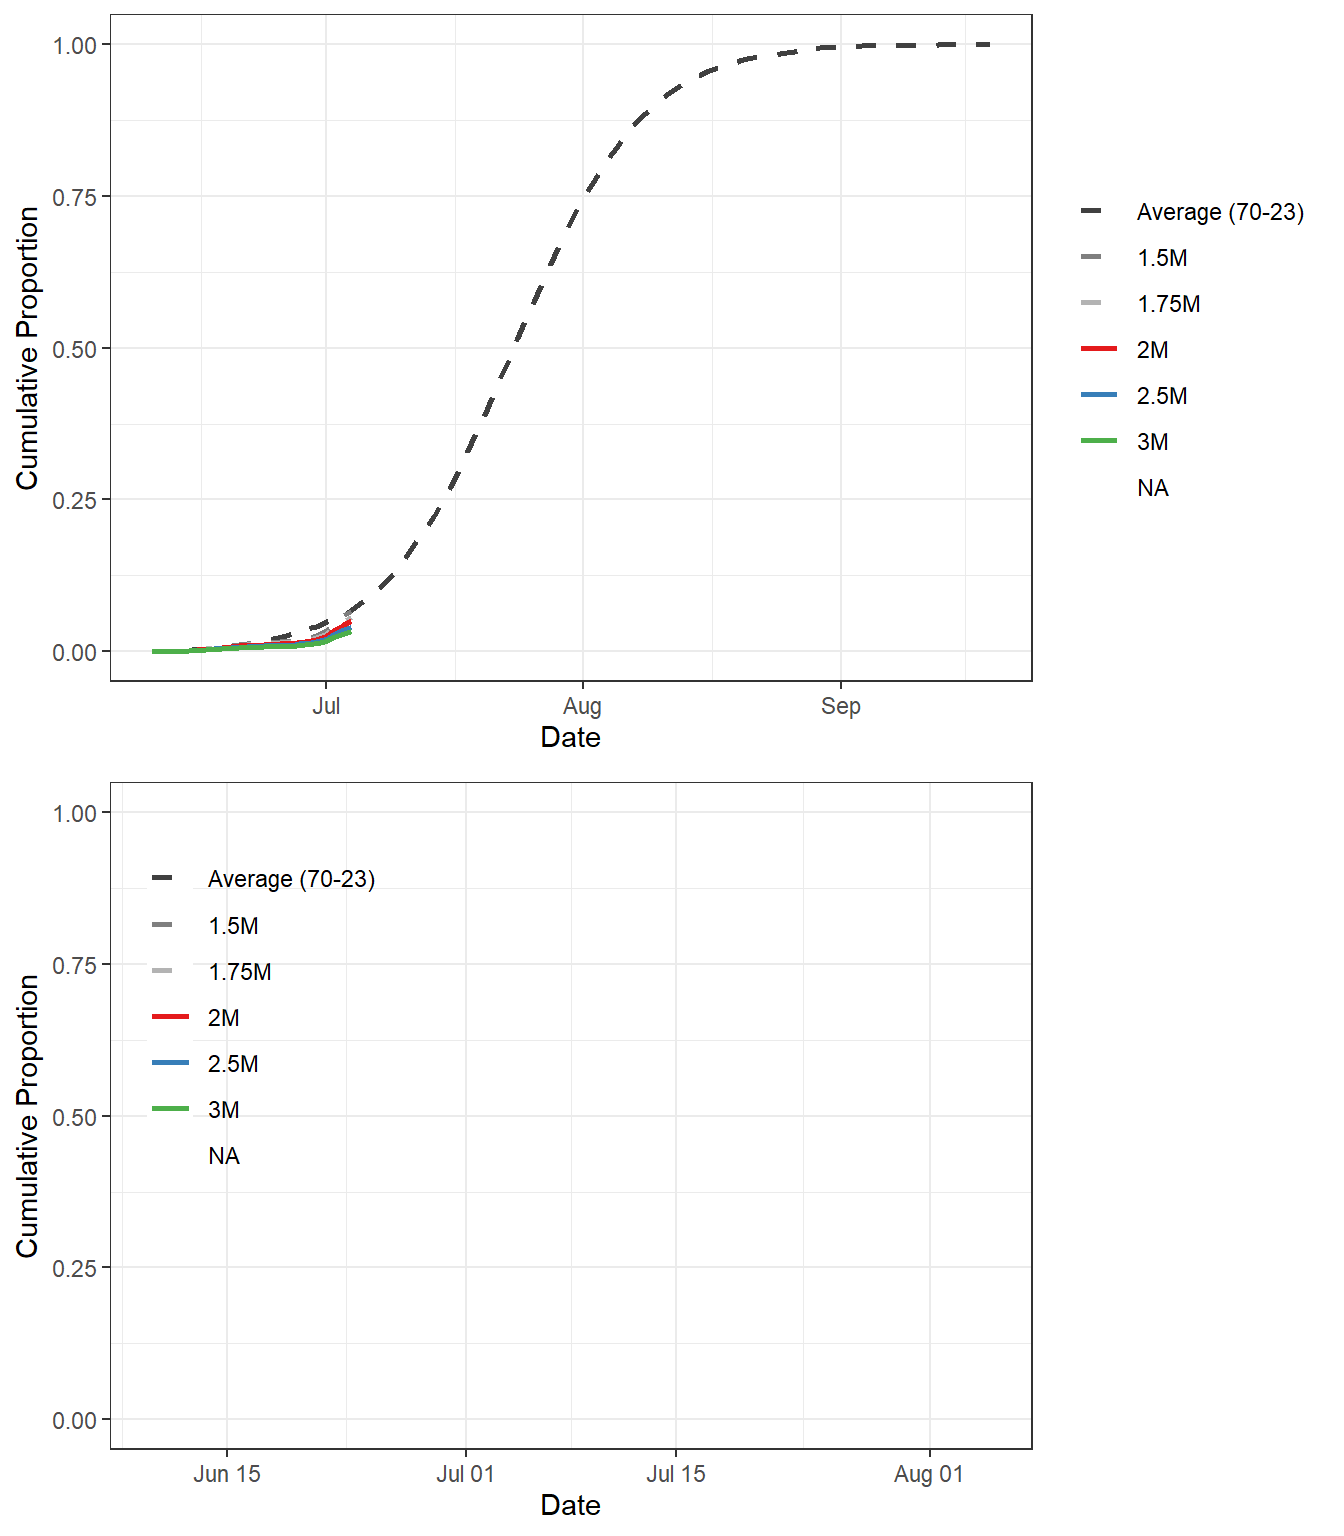 1.00
0.75
0.50
0.25
0.00
Cumulative Proportion
Jul
Aug
Sep
Date
Average (70-23)
1.5M
1.75M
2M
2.5M
3M
NA
1.00
0.75
0.50
0.25
0.00
Cumulative Proportion
Average (70-23)
1.5M
1.75M
2M
2.5M
3M
NA
Jun 15
Jul 01
Jul 15
Aug 01
Date